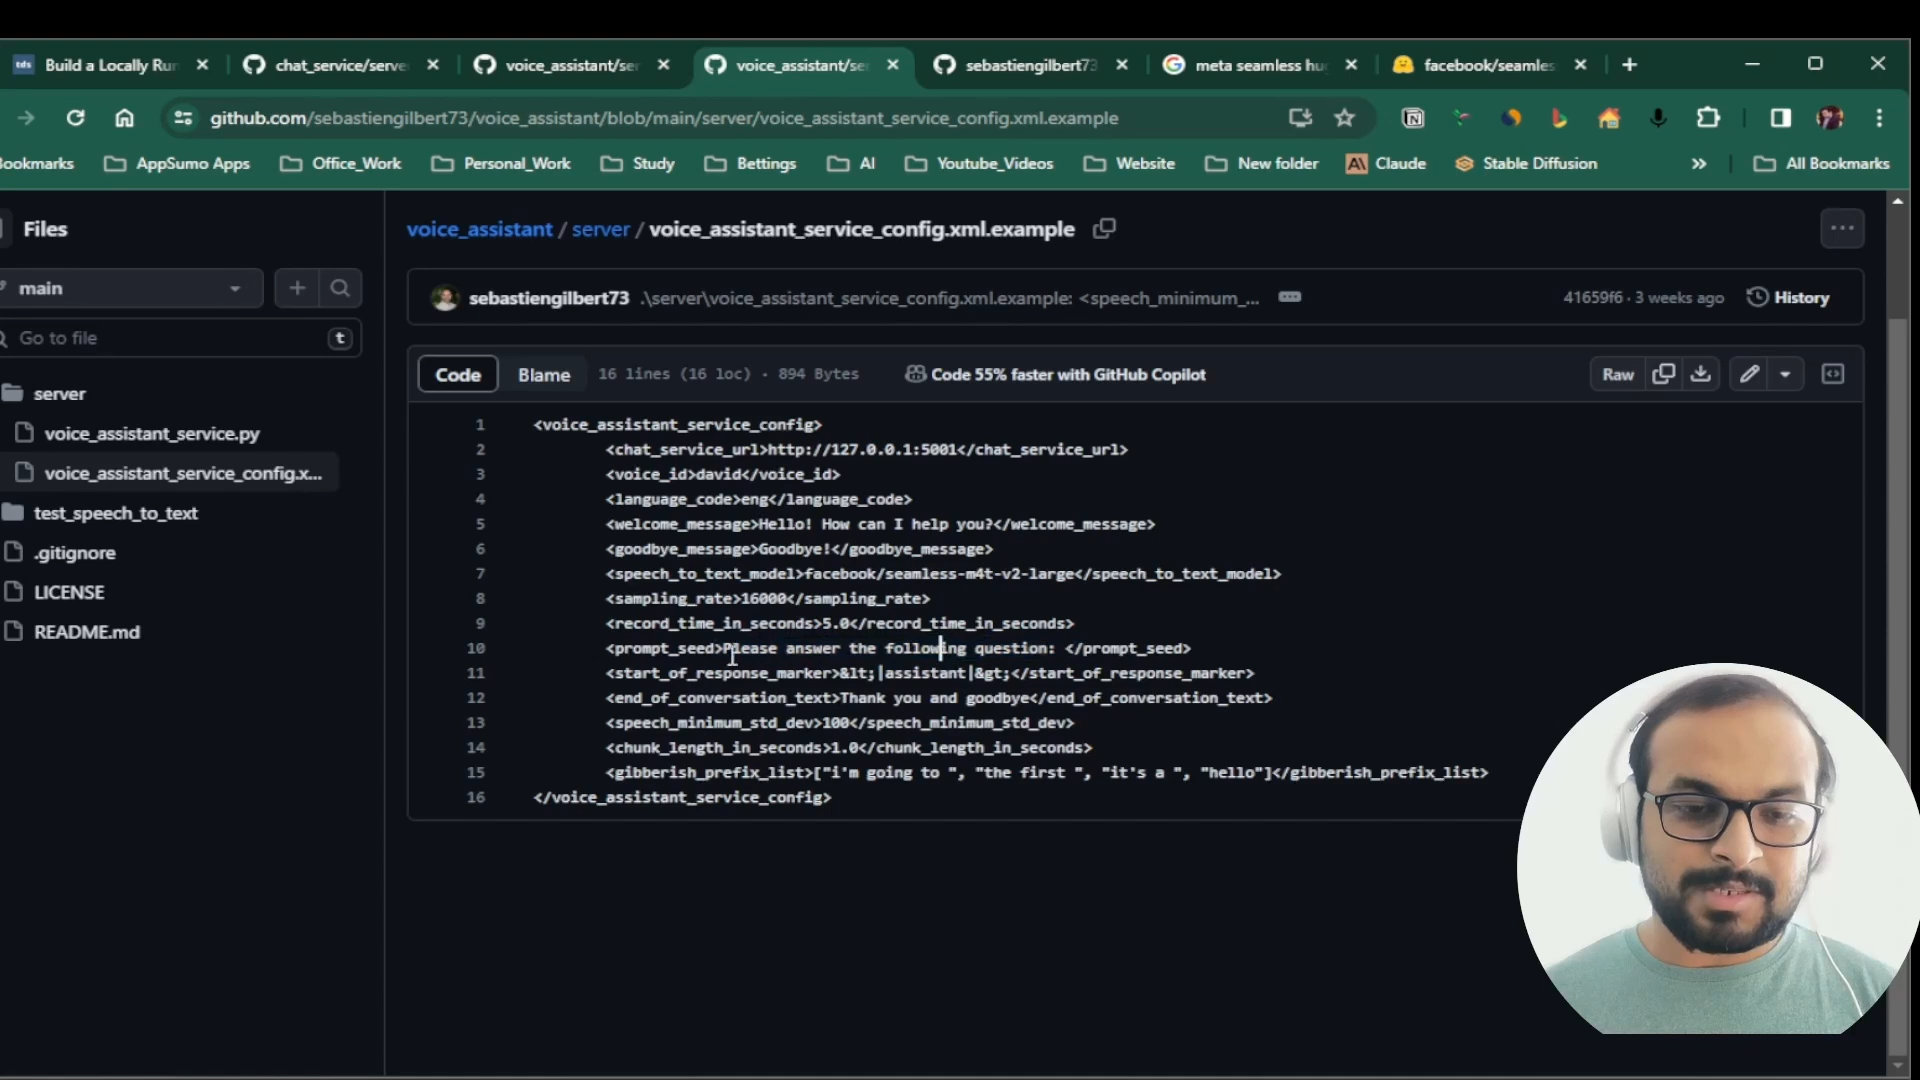 tds Build a Locally Ru
chat_service/serve
voice_assistant/se
voice_assistant/se
sebastiengilbert73
meta seamless hu
facebook/seamles
github.com/sebastiengilbert73/voice_assistant/blob/main/server/voice_assistant_service_config.xml.example
ookmarks
AppSumo Apps
Office_Work
Personal_Work
Study
Bettings
AI
Youtube_Videos
Website
New folder
Claude
Stable Diffusion
»
All Bookmarks
Files
main
Go to file
t
server
voice_assistant_service.py
voice_assistant_service_config.x...
test_speech_to_text
.gitignore
LICENSE
README.md
voice_assistant / server / voice_assistant_service_config.xml.example
sebastiengilbert73 .\server\voice_assistant_service_config.xml.example: <speech_minimum_...
41659f6 · 3 weeks ago
History
Code
Blame
16 lines (16 loc) · 894 Bytes
Code 55% faster with GitHub Copilot
Raw
1 <voice_assistant_service_config>
2 <chat_service_url>http://127.0.0.1:5001</chat_service_url>
3 <voice_id>david</voice_id>
4 <language_code>eng</language_code>
5 <welcome_message>Hello! How can I help you?</welcome_message>
6 <goodbye_message>Goodbye!</goodbye_message>
7 <speech_to_text_model>facebook/seamless-m4t-v2-large</speech_to_text_model>
8 <sampling_rate>16000</sampling_rate>
9 <record_time_in_seconds>5.0</record_time_in_seconds>
10 <prompt_seed>Please answer the following question: </prompt_seed>
11 <start_of_response_marker>&lt;|assistant|&gt;</start_of_response_marker>
12 <end_of_conversation_text>Thank you and goodbye</end_of_conversation_text>
13 <speech_minimum_std_dev>100</speech_minimum_std_dev>
14 <chunk_length_in_seconds>1.0</chunk_length_in_seconds>
15 <gibberish_prefix_list>["i'm going to ", "the first ", "it's a ", "hello"]</gibberish_prefix_list>
16 </voice_assistant_service_config>